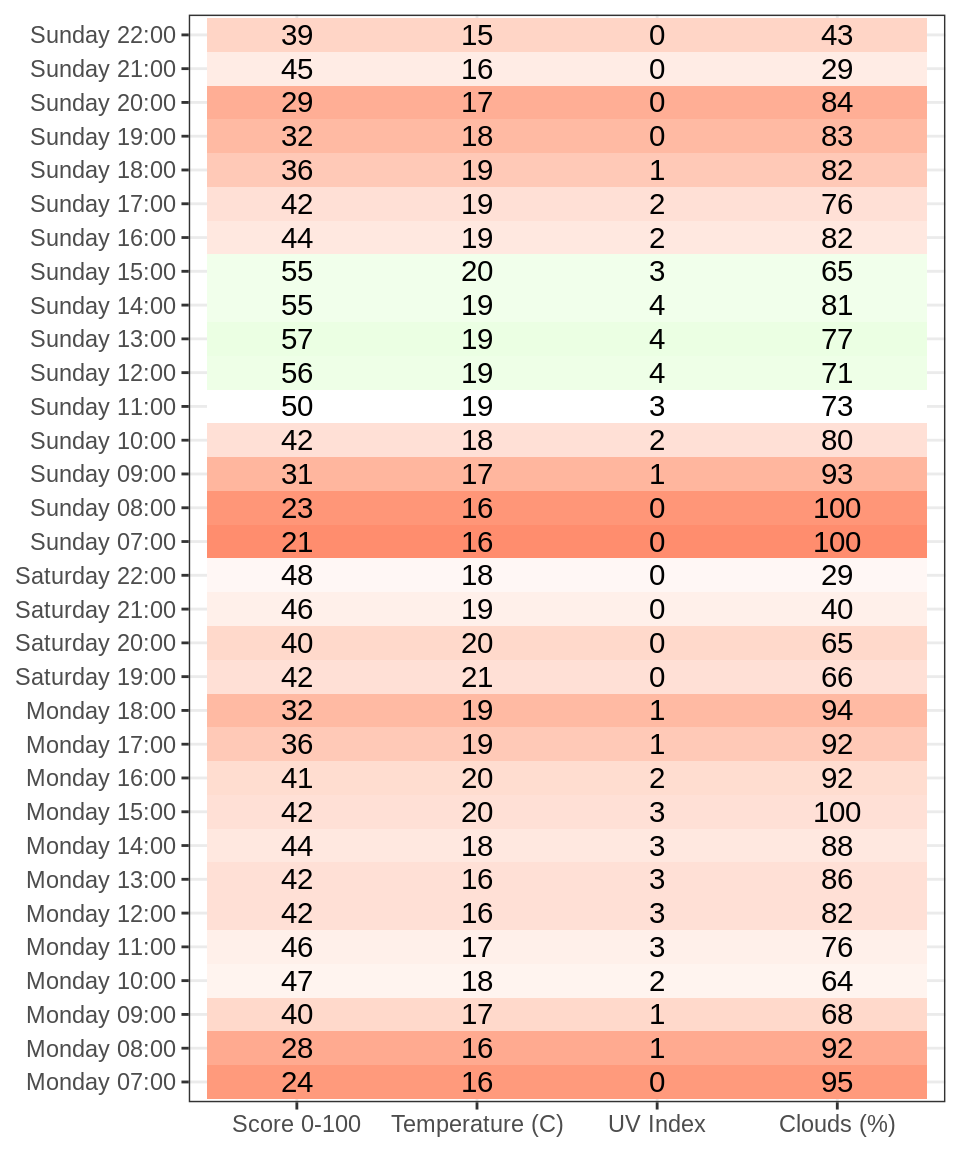 Sunday 22:00 39 15 0 43
Sunday 21:00 45 16 0 29
Sunday 20:00 29 17 0 84
Sunday 19:00 32 18 0 83
Sunday 18:00 36 19 1 82
Sunday 17:00 42 19 2 76
Sunday 16:00 44 19 2 82
Sunday 15:00 55 20 3 65
Sunday 14:00 55 19 4 81
Sunday 13:00 57 19 4 77
Sunday 12:00 56 19 4 71
Sunday 11:00 50 19 3 73
Sunday 10:00 42 18 2 80
Sunday 09:00 31 17 1 93
Sunday 08:00 23 16 0 100
Sunday 07:00 21 16 0 100
Saturday 22:00 48 18 0 29
Saturday 21:00 46 19 0 40
Saturday 20:00 40 20 0 65
Saturday 19:00 42 21 0 66
Monday 18:00 32 19 1 94
Monday 17:00 36 19 1 92
Monday 16:00 41 20 2 92
Monday 15:00 42 20 3 100
Monday 14:00 44 18 3 88
Monday 13:00 42 16 3 86
Monday 12:00 42 16 3 82
Monday 11:00 46 17 3 76
Monday 10:00 47 18 2 64
Monday 09:00 40 17 1 68
Monday 08:00 28 16 1 92
Monday 07:00 24 16 0 95
Score 0-100 Temperature (C) UV Index Clouds (%)